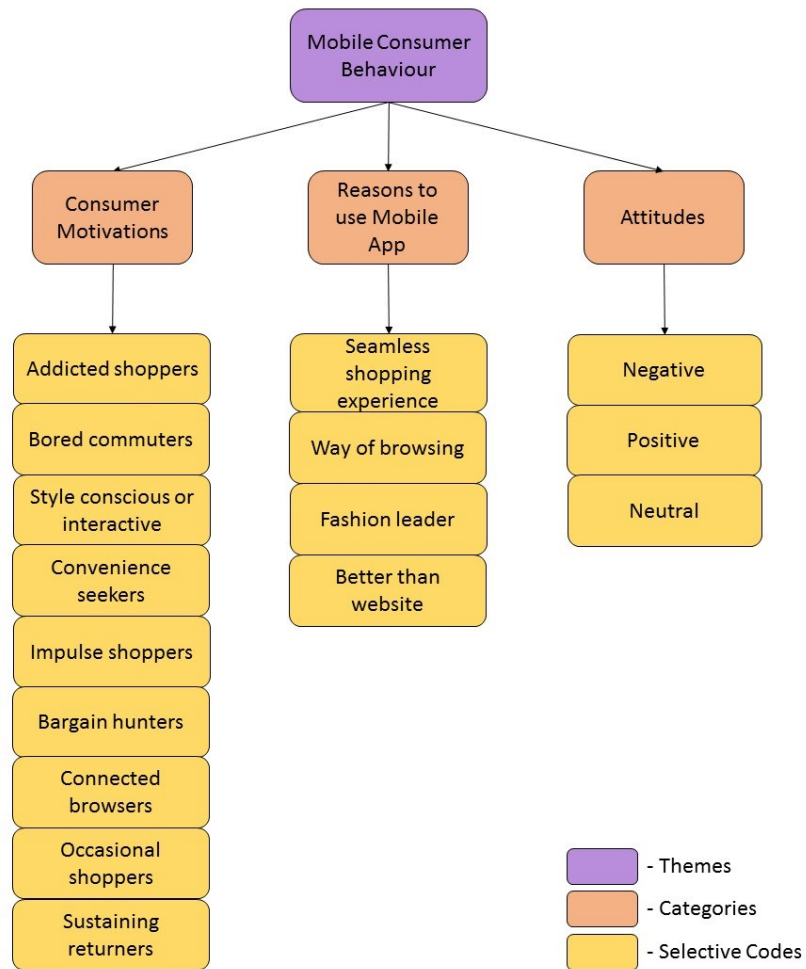 Mobile Consumer
Behaviour
Consumer
Motivations
Reasons to
use Mobile
App
Attitudes
Addicted shoppers
Bored commuters
Style conscious or
interactive
Convenience
seekers
Impulse shoppers
Bargain hunters
Connected
browsers
Occasional
shoppers
Sustaining
returners
Seamless
shopping
experience
Way of browsing
Fashion leader
Better than
website
Negative
Positive
Neutral
- Themes
- Categories
- Selective Codes